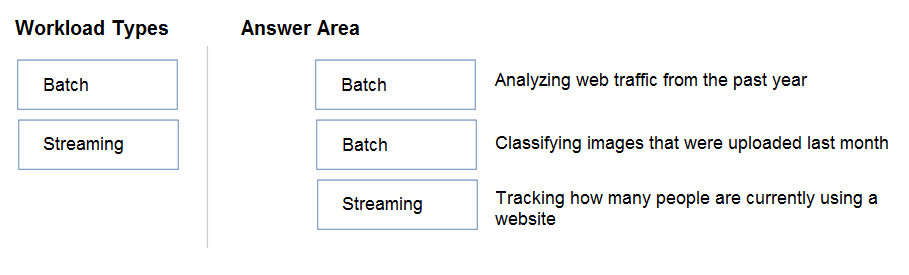 Workload Types
Answer Area
Batch
Streaming
Batch
Analyzing web traffic from the past year
Batch
Classifying images that were uploaded last month
Streaming
Tracking how many people are currently using a
website